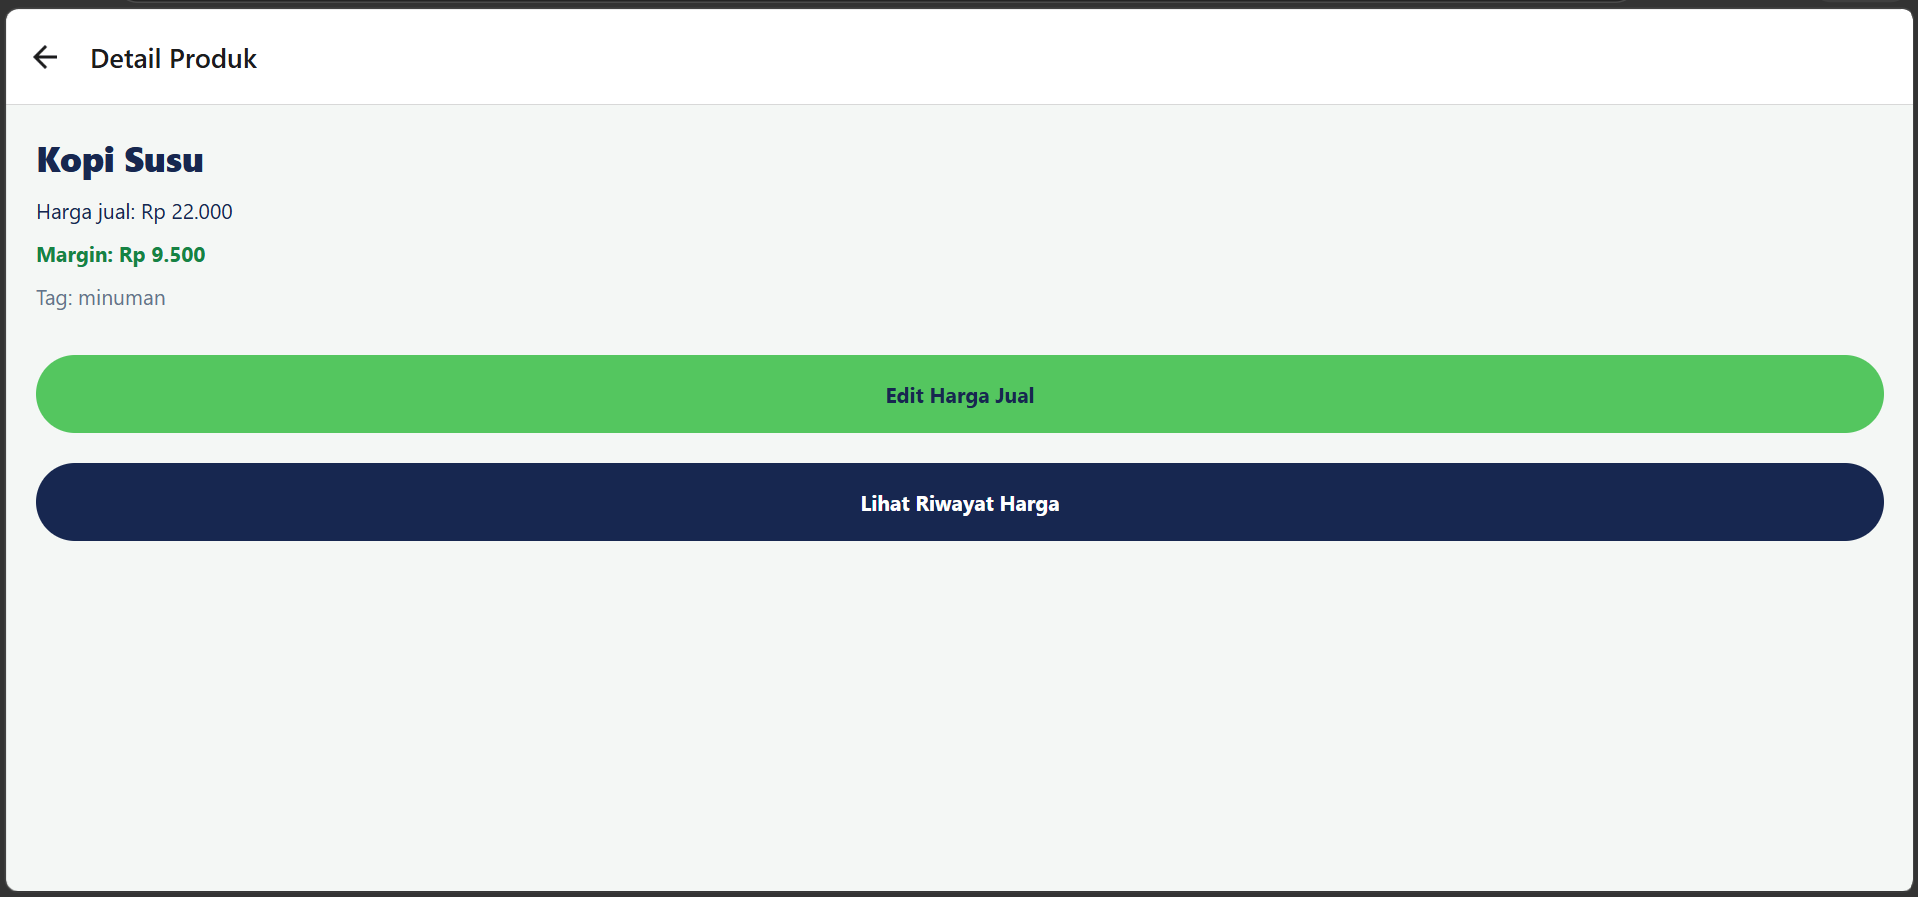 Detail Produk
Kopi Susu
Harga jual: Rp 22.000
Margin: Rp 9.500
Tag: minuman
Edit Harga Jual
Lihat Riwayat Harga